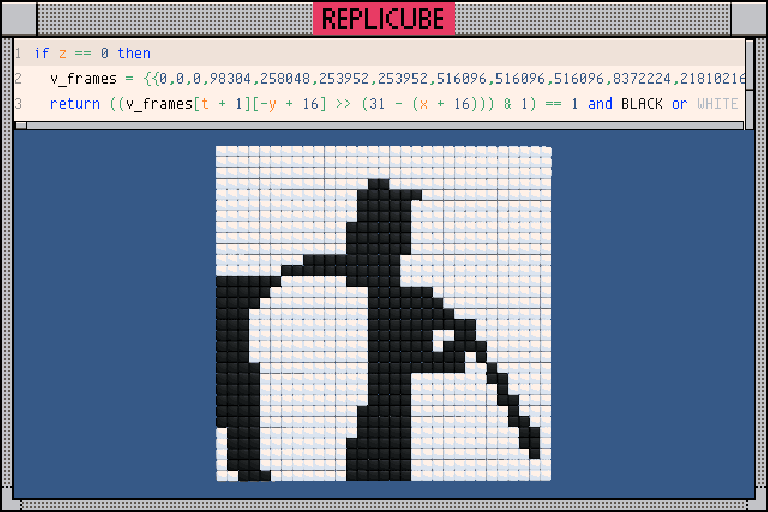 REPLICUBE
1 if z == 0 then
2 v_frames = {{0,0,0,98304,258048,253952,253952,516096,516096,516096,8372224,21810216
3 return ((v_frames[t + 1][-y + 16] >> (31 - (x + 16))) & 1) == 1 and BLACK or WHITE